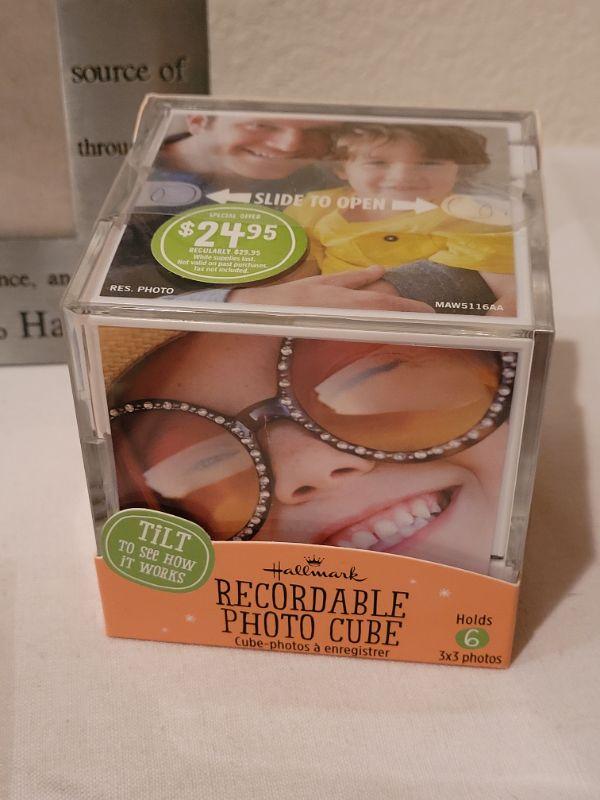 source of
throu
nce, an
Ha
SLIDE TO OPEN
SPECIAL OFFER
$24.95
REGULARLY $29.95
While supplies last.
Not valid on past purchases.
Tax not included.
RES. PHOTO
MAW5116AA
TiLT
TO See HOW
iT WORKS
Hallmark
RECORDABLE
PHOTO CUBE
Cube-photos à enregistrer
Holds
6
3x3 photos